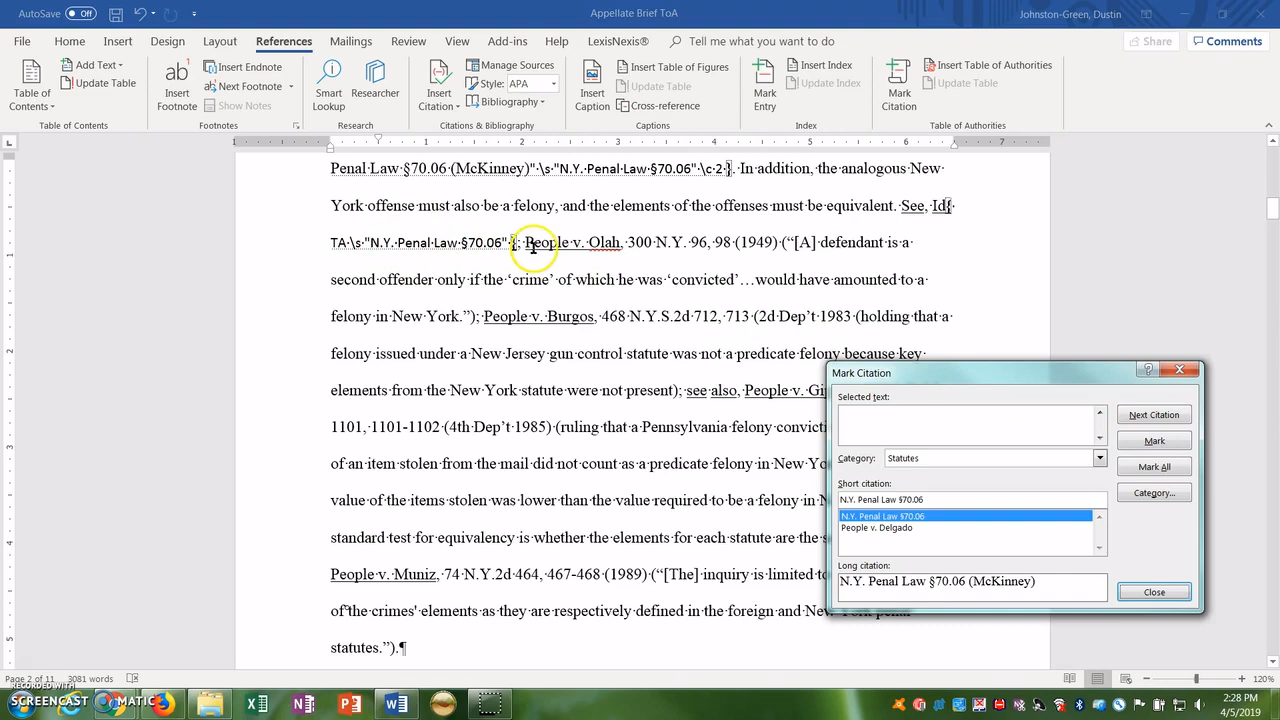 AutoSave Off
Appellate Brief ToA
Johnston-Green, Dustin
File Home Insert Design Layout References Mailings Review View Add-ins Help LexisNexis® Tell me what you want to do Share Comments
Table of Contents
Add Text
Update Table
Table of Contents
ab
Insert Footnote
Insert Endnote
Next Footnote
Show Notes
Footnotes
Smart Lookup
Researcher
Research
Insert Citation
Manage Sources
Style: APA
Bibliography
Citations & Bibliography
Insert Caption
Insert Table of Figures
Update Table
Cross-reference
Captions
Mark Entry
Insert Index
Update Index
Index
Mark Citation
Insert Table of Authorities
Update Table
Table of Authorities
1 1 2 3 4 5 6 7
Penal·Law·§70.06·(McKinney)"·\s·"N.Y.·Penal·Law·§70.06"·\c·2·}.·In·addition,·the·analogous·New·
York·offense·must·also·be·a·felony,·and·the·elements·of·the·offenses·must·be·equivalent.·See,·Id{·
TA·\s·"N.Y.·Penal·Law·§70.06"·};·People·v.·Olah,·300·N.Y.·96,·98·(1949)·(“[A]·defendant·is·a·
second·offender·only·if·the·‘crime’·of·which·he·was·‘convicted’…would·have·amounted·to·a·
felony·in·New·York.”);·People·v.·Burgos,·468·N.Y.S.2d·712,·713·(2d·Dep’t·1983·(holding·that·a·
felony·issued·under·a·New·Jersey·gun·control·statute·was·not·a·predicate·felony·because·key·
elements·from·the·New·York·statute·were·not·present);·see·also,·People·v.·Gi
1101,·1101-1102·(4th·Dep’t·1985)·(ruling·that·a·Pennsylvania·felony·convicti
of·an·item·stolen·from·the·mail·did·not·count·as·a·predicate·felony·in·New·Yo
value·of·the·items·stolen·was·lower·than·the·value·required·to·be·a·felony·in·N
standard·test·for·equivalency·is·whether·the·elements·for·each·statute·are·the·s
People·v.·Muniz,·74·N.Y.2d·464,·467-468·(1989)·(“[The]·inquiry·is·limited·to
of·the·crimes'·elements·as·they·are·respectively·defined·in·the·foreign·and·New·York·penal·
statutes.”).¶
Mark Citation
Selected text:
Category: Statutes
Short citation:
N.Y. Penal Law §70.06
N.Y. Penal Law §70.06
People v. Delgado
Long citation:
N.Y. Penal Law §70.06 (McKinney)
Next Citation
Mark
Mark All
Category...
Close
Page 2 of 11 3081 words
120%
RECORDED WITH
SCREENCAST MATIC
2:28 PM
4/5/2019